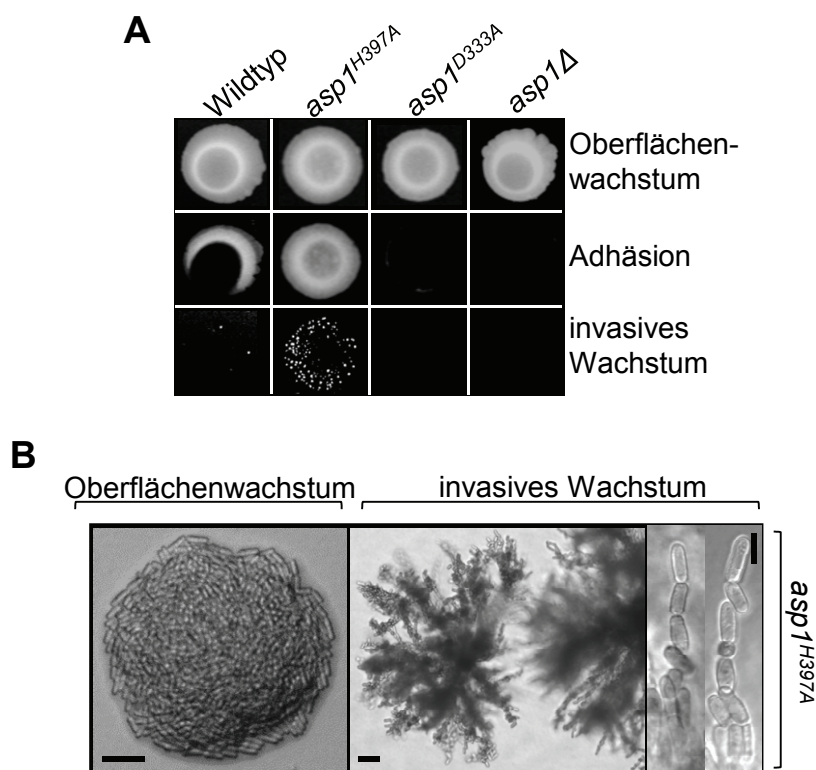 A
Wildtyp
asp1H397A
asp1D333A
asp1Δ
Oberflächen-
wachstum
Adhäsion
invasives
Wachstum
B
Oberflächenwachstum
invasives Wachstum
asp1H397A